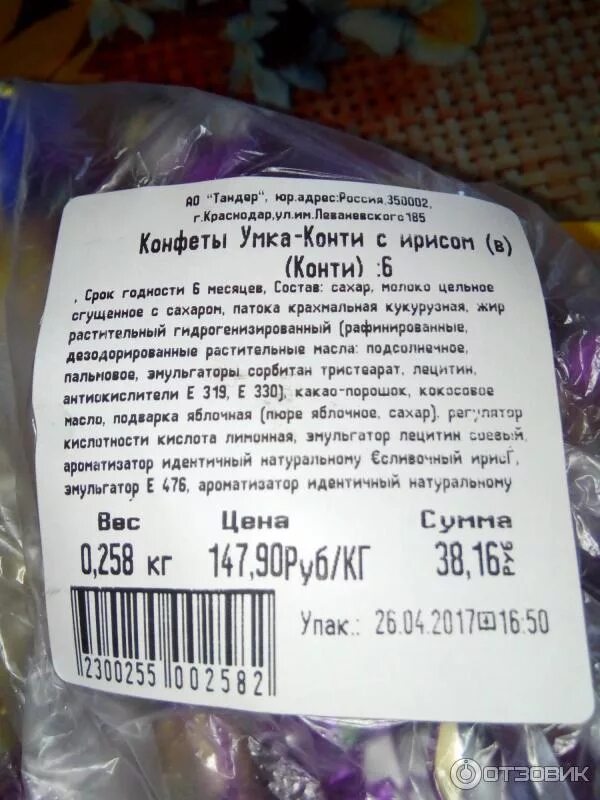 АО "Тандер", юр.адрес:Россия,350002,
г.Краснодар,ул.им.Леваневского185
Конфеты Умка-Конти с ирисом (в)
(Конти) :6
, Срок годности 6 месяцев, Состав: сахар, молоко цельное
сгущенное с сахаром, патока крахмальная кукурузная, жир
растительный гидрогенизированный (рафинированные,
дезодорированные растительные масла: подсолнечное,
пальмовое, эмульгаторы сорбитан тристеарат, лецитин,
антиокислители Е 319, Е 330), какао-порошок, кокосовое
масло, подварка яблочная (пюре яблочное, сахар), регулятор
кислотности кислота лимонная, эмульгатор лецитин соевый,
ароматизатор идентичный натуральному Єсливочный ирисЃ,
эмульгатор Е 476, ароматизатор идентичный натуральному
Вес Цена Сумма
0,258 кг 147,90Руб/КГ 38,16 РУБ
Упак.: 26.04.2017 16:50
2300255 002582
ОТЗОВИК